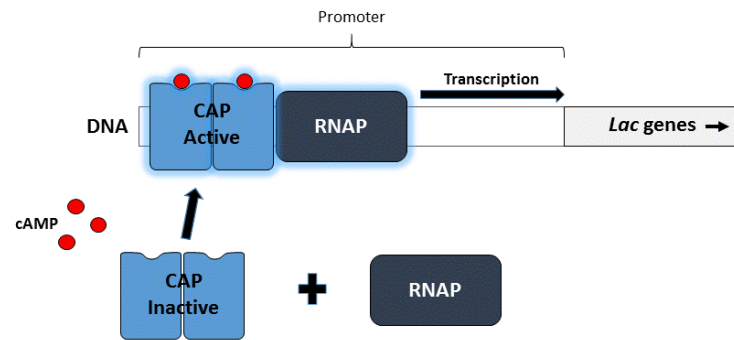 Promoter
Transcription
CAP
Active
RNAP
DNA
Lac genes
cAMP
CAP
Inactive
RNAP